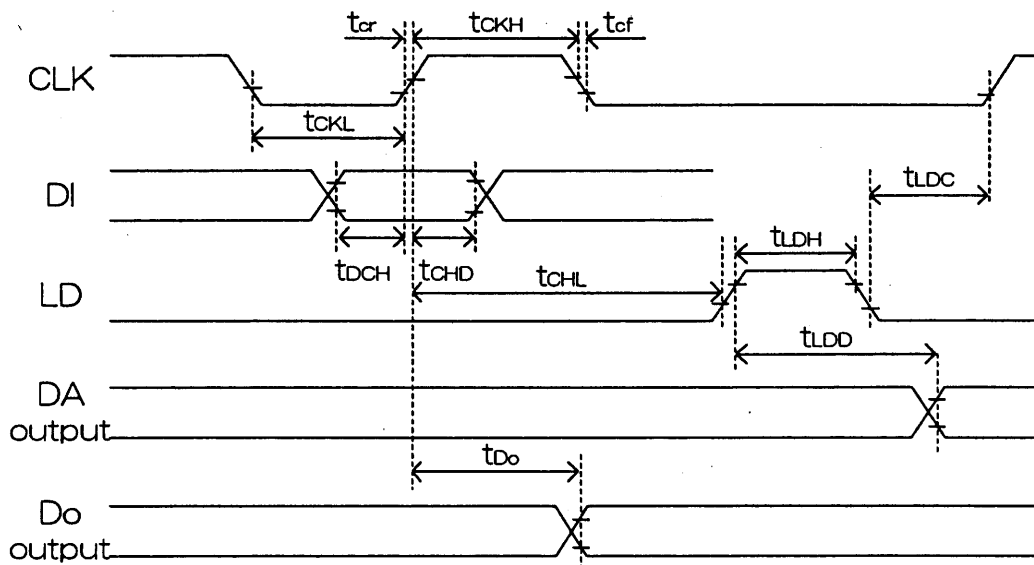 tcr tCKH tcf
CLK
tCKL
DI
tLDC
tDCH tCHD tLDH
tCHL
LD
tLDD
DA
output
tDo
Do
output